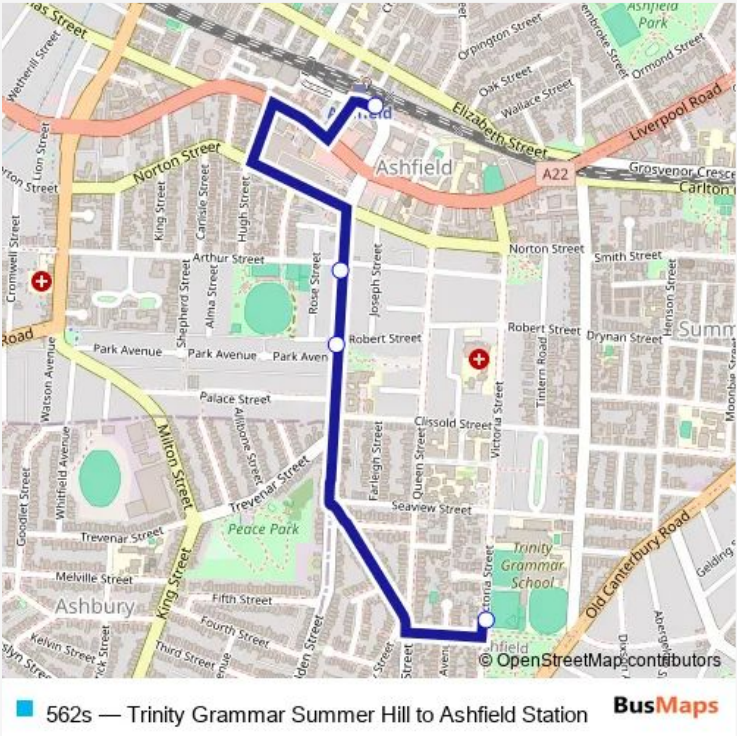 Ashfield Park
Orpington Street
Ormond Street
Oak Street
Wallace Street
Elizabeth Street
Liverpool Road
Wetherill Street
Lion Street
Norton Street
Ashfield
A22
Grosvenor
Carlton
King Street
Carlisle Street
Hugh Street
Cromwell Street
Arthur Street
Norton Street
Smith Street
Shepherd Street
Alma Street
Rose Street
Joseph Street
Henson Street
Road
Robert Street
Robert Street
Drynan Street
Park Avenue
Park Avenue
Park Aven
Watson Avenue
Tintern Road
Palace Street
Clissold Street
Victoria Street
Milton Street
Farleigh Street
Queen Street
Whitfield Avenue
Goodlet Street
Trevenar Street
Seaview Street
Trevenar Street
Peace Park
Trinity
Grammar
School
Old Canterbury Road
Melville Street
Ashbury
King Street
Fifth Street
Fourth Street
Kelvin Street
Third Street
Street
© OpenStreetMap contributors
562s — Trinity Grammar Summer Hill to Ashfield Station
BusMaps